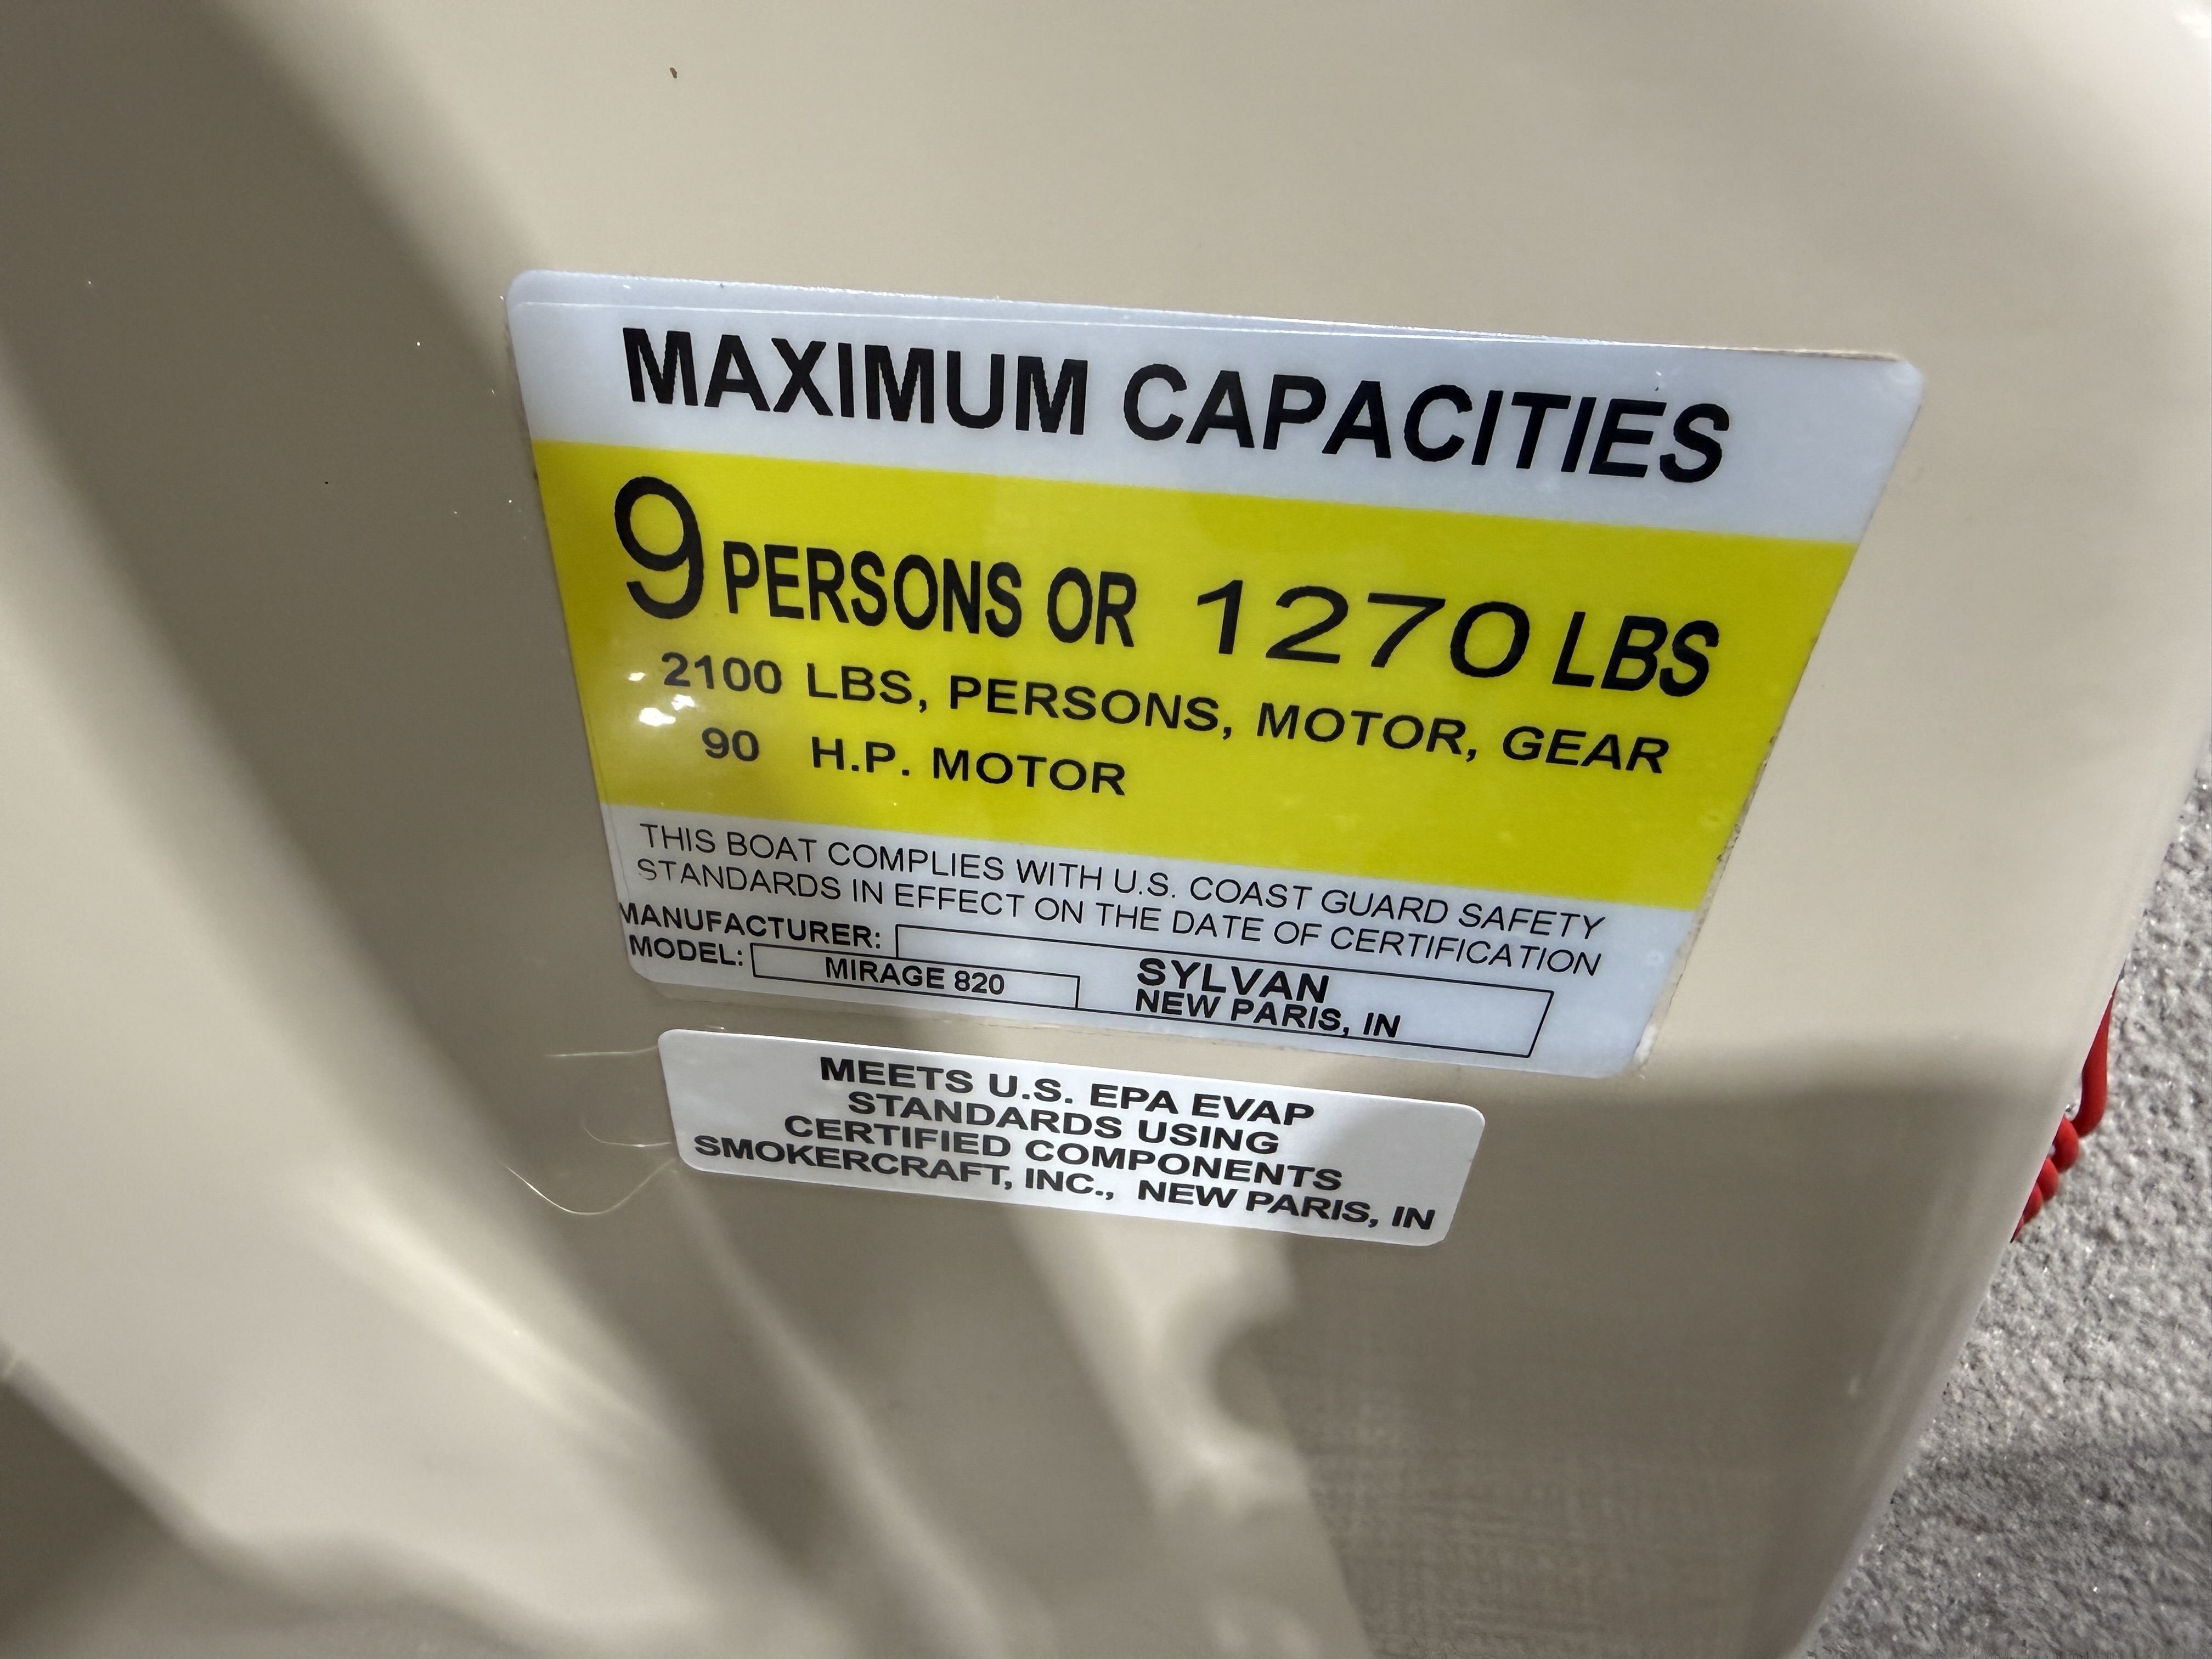 MAXIMUM CAPACITIES
9 PERSONS OR 1270 LBS
2100 LBS, PERSONS, MOTOR, GEAR
90 H.P. MOTOR
THIS BOAT COMPLIES WITH U.S. COAST GUARD SAFETY
STANDARDS IN EFFECT ON THE DATE OF CERTIFICATION
MANUFACTURER:
SYLVAN
NEW PARIS, IN
MODEL: MIRAGE 820
MEETS U.S. EPA EVAP
STANDARDS USING
CERTIFIED COMPONENTS
SMOKERCRAFT, INC., NEW PARIS, IN